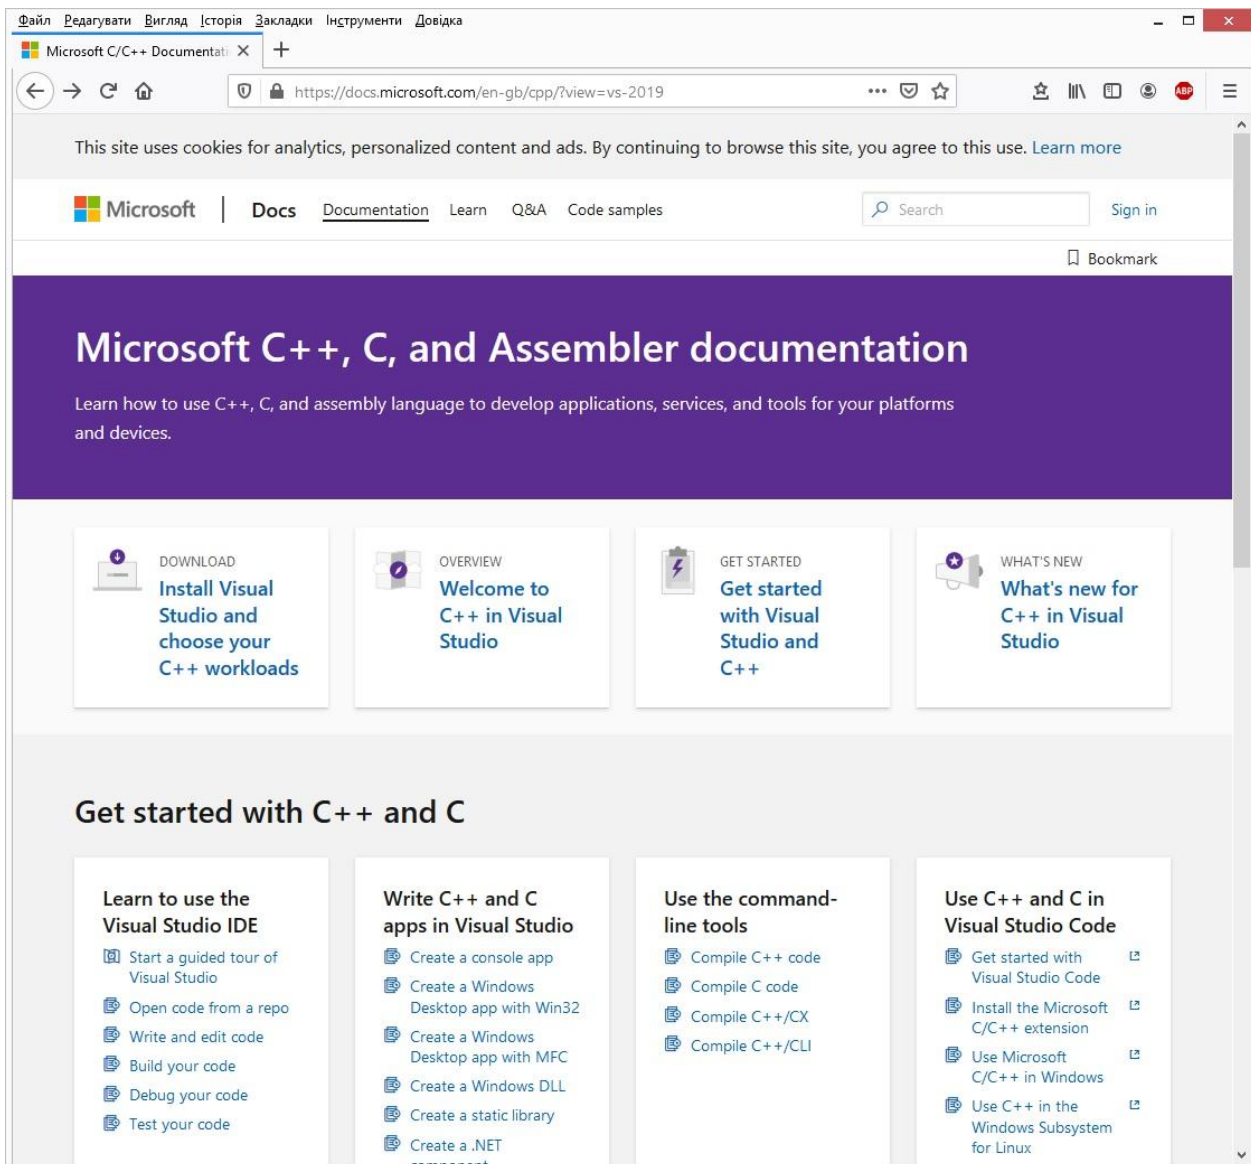 Файл Редагувати Вигляд Історія Закладки Інструменти Довідка
Microsoft C/C++ Documentati
https://docs.microsoft.com/en-gb/cpp/?view=vs-2019
ABP
This site uses cookies for analytics, personalized content and ads. By continuing to browse this site, you agree to this use. Learn more
Microsoft Docs Documentation Learn Q&A Code samples Search Sign in
Bookmark
Microsoft C++, C, and Assembler documentation
Learn how to use C++, C, and assembly language to develop applications, services, and tools for your platforms
and devices.
DOWNLOAD
Install Visual
Studio and
choose your
C++ workloads
OVERVIEW
Welcome to
C++ in Visual
Studio
GET STARTED
Get started
with Visual
Studio and
C++
WHAT'S NEW
What's new for
C++ in Visual
Studio
Get started with C++ and C
Learn to use the
Visual Studio IDE
Start a guided tour of
Visual Studio
Open code from a repo
Write and edit code
Build your code
Debug your code
Test your code
Write C++ and C
apps in Visual Studio
Create a console app
Create a Windows
Desktop app with Win32
Create a Windows
Desktop app with MFC
Create a Windows DLL
Create a static library
Create a .NET
Use the command-
line tools
Compile C++ code
Compile C code
Compile C++/CX
Compile C++/CLI
Use C++ and C in
Visual Studio Code
Get started with
Visual Studio Code
Install the Microsoft
C/C++ extension
Use Microsoft
C/C++ in Windows
Use C++ in the
Windows Subsystem
for Linux